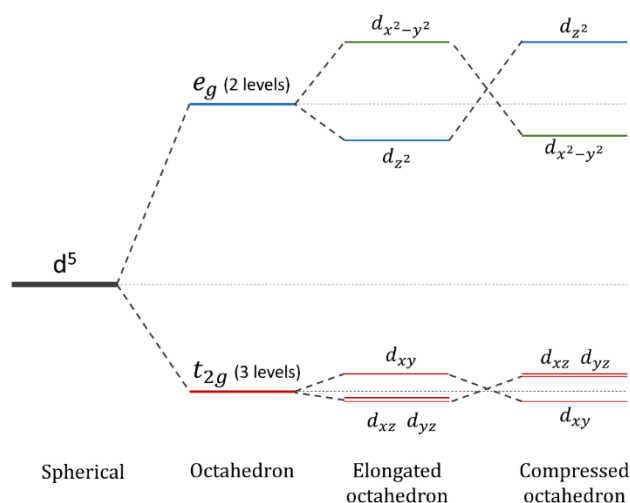 d_{x²−y²} d_{z²}
e_g (2 levels)
d_{z²} d_{x²−y²}
d⁵
d_{xy} d_{xz} d_{yz}
t_{2g} (3 levels)
d_{xz} d_{yz} d_{xy}
Spherical Octahedron Elongated octahedron Compressed octahedron